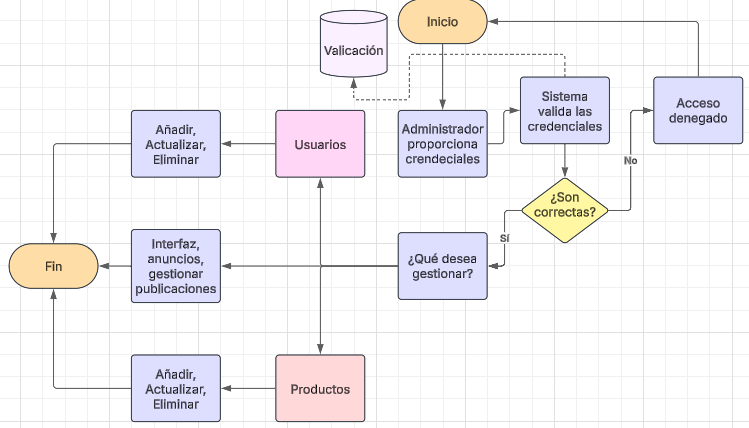 Inicio
Valicación
Sistema
valida las
credenciales
Acceso
denegado
Añadir,
Actualizar,
Eliminar
Usuarios
Administrador
proporciona
crendeciales
No
¿Son
correctas?
Sí
Interfaz,
anuncios,
gestionar
publicaciones
¿Qué desea
gestionar?
Fin
Añadir,
Actualizar,
Eliminar
Productos